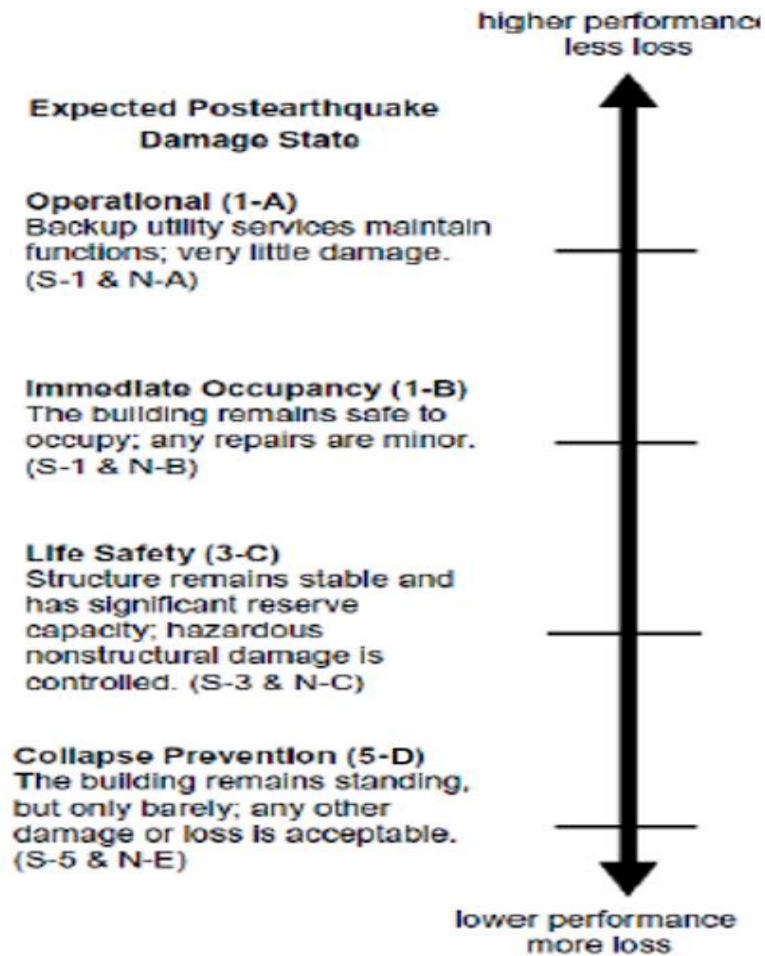 higher performance
less loss
Expected Postearthquake
Damage State
Operational (1-A)
Backup utility services maintain
functions; very little damage.
(S-1 & N-A)
Immediate Occupancy (1-B)
The building remains safe to
occupy; any repairs are minor.
(S-1 & N-B)
Life Safety (3-C)
Structure remains stable and
has significant reserve
capacity; hazardous
nonstructural damage is
controlled. (S-3 & N-C)
Collapse Prevention (5-D)
The building remains standing,
but only barely; any other
damage or loss is acceptable.
(S-5 & N-E)
lower performance
more loss